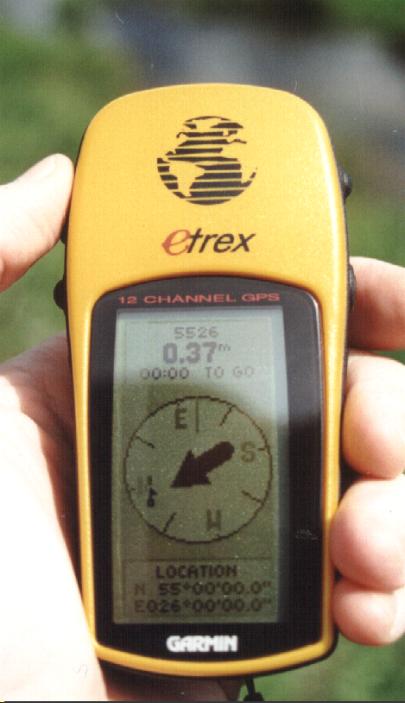 etrex
12 CHANNEL GPS
5526
0.37m
00:00 TO GO
E
S
N
W
LOCATION
N 55°00'00.0"
E026°00'00.0"
GARMIN